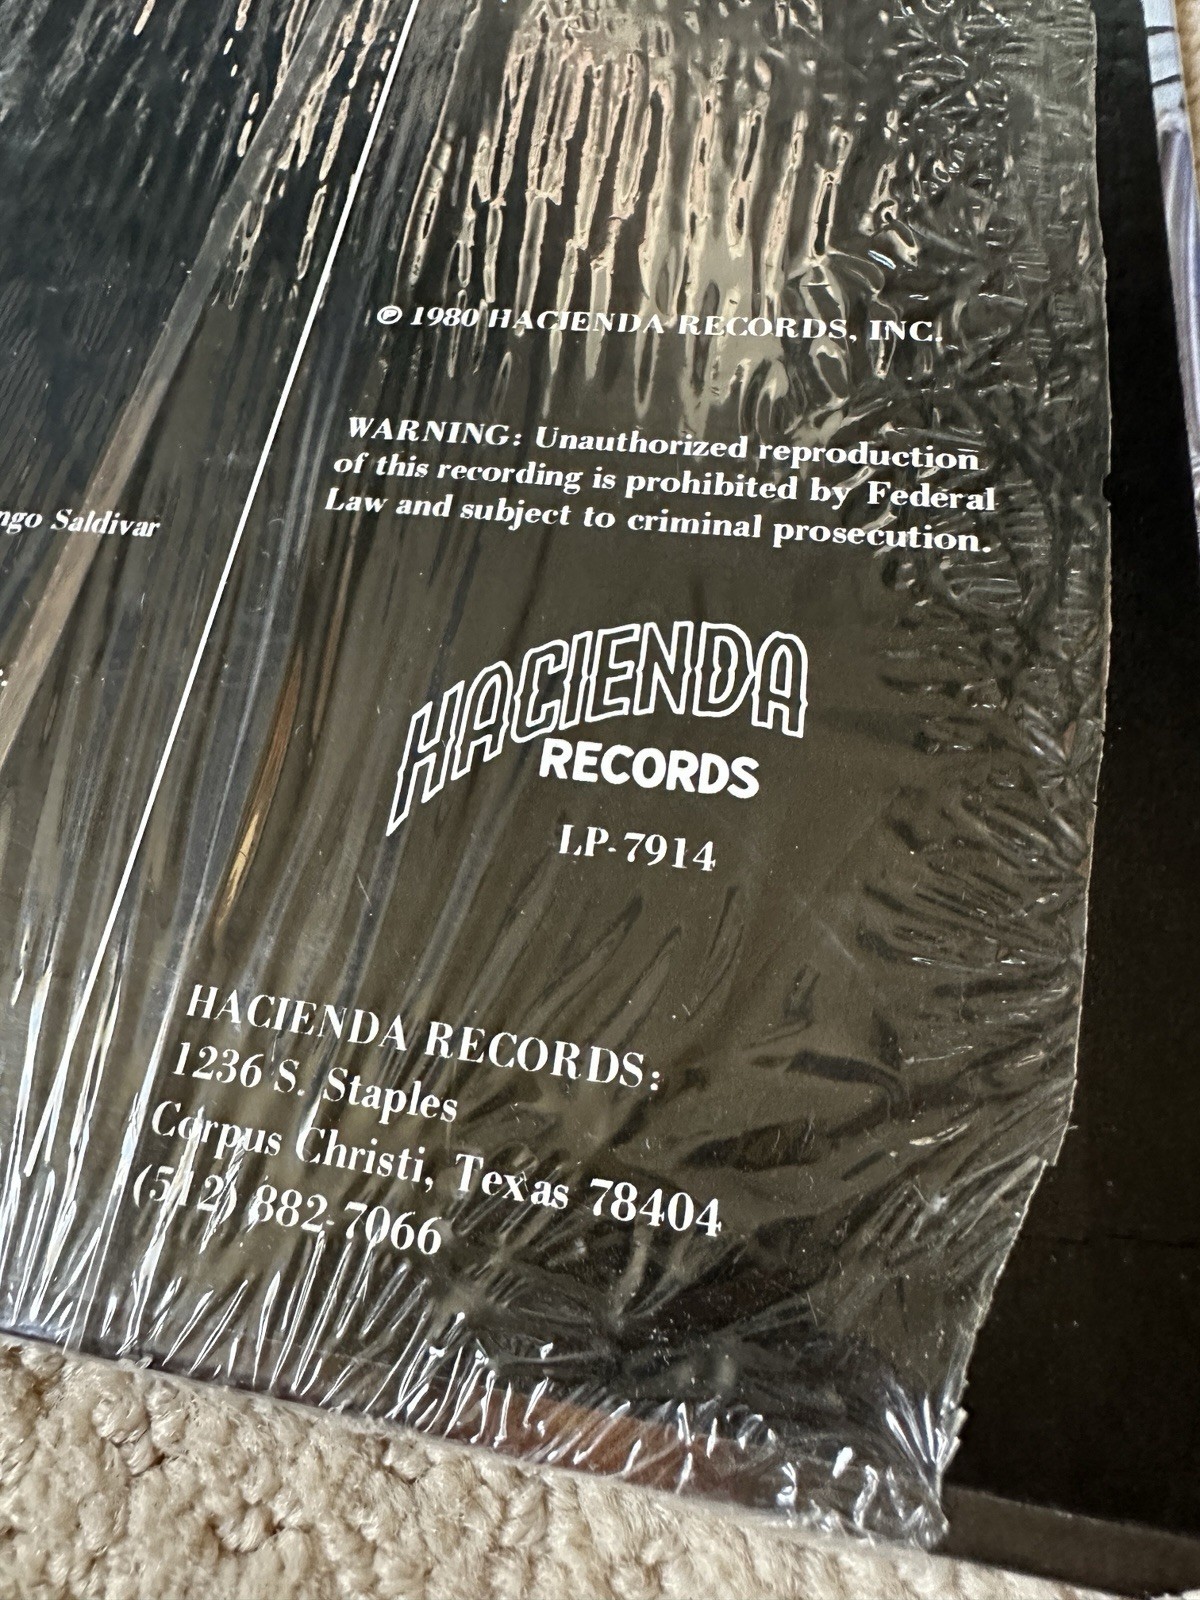 ℗ 1980 HACIENDA RECORDS, INC.
WARNING: Unauthorized reproduction
of this recording is prohibited by Federal
Law and subject to criminal prosecution.
Saldivar
HACIENDA
RECORDS
LP-7914
HACIENDA RECORDS:
1236 S. Staples
Corpus Christi, Texas 78404
(512) 882-7066